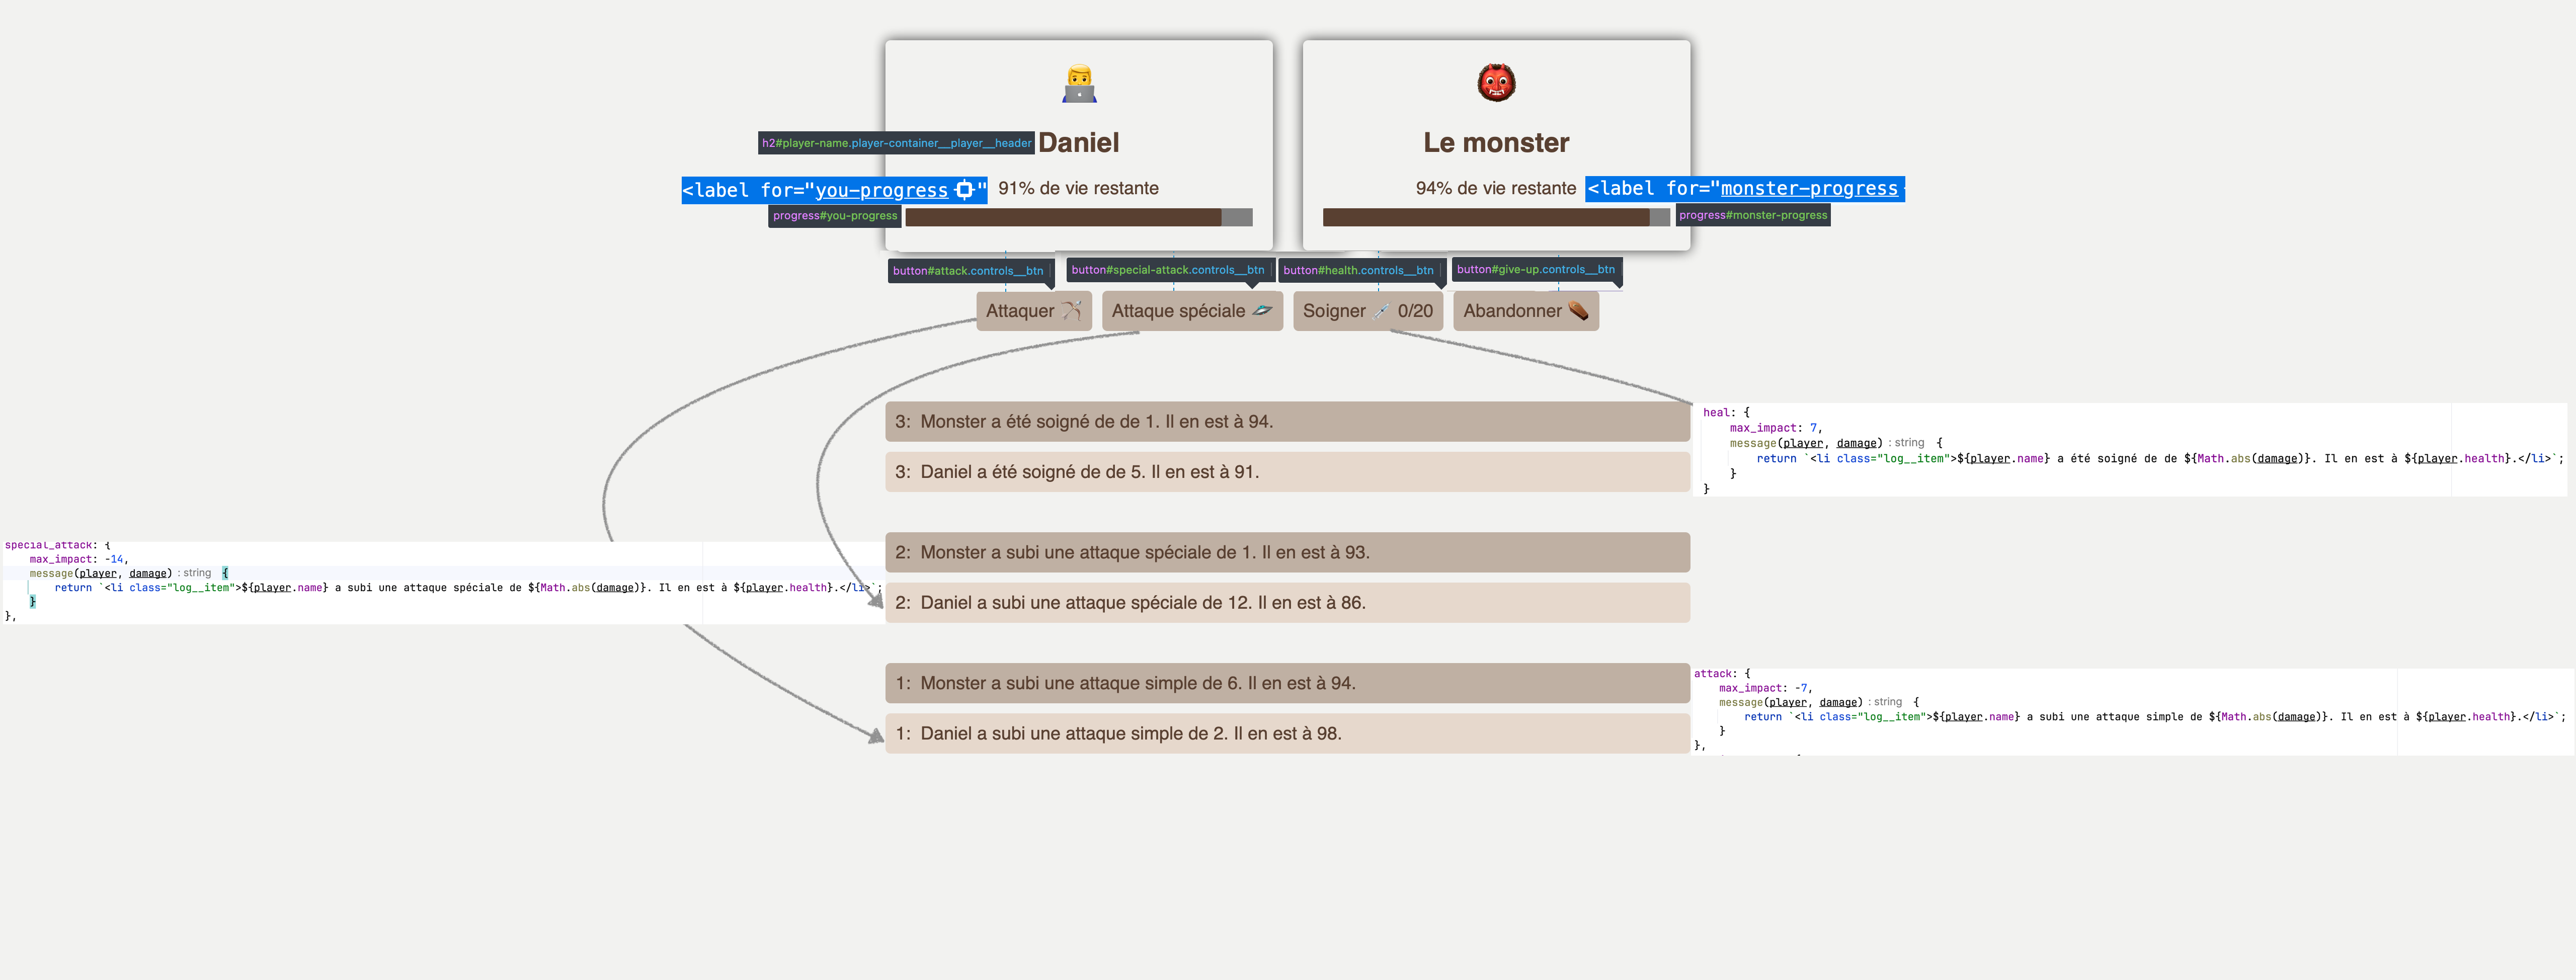 h2#player-name.player-container__player__header
Daniel
Le monster
<label for="you-progress"
91% de vie restante
94% de vie restante
<label for="monster-progress
progress#you-progress
progress#monster-progress
button#attack.controls__btn
button#special-attack.controls__btn
button#health.controls__btn
button#give-up.controls__btn
Attaquer
Attaque spéciale
Soigner 0/20
Abandonner
3: Monster a été soigné de de 1. Il en est à 94.
3: Daniel a été soigné de de 5. Il en est à 91.
heal: {
max_impact: 7,
message(player, damage) : string {
return `<li class="log__item">${player.name} a été soigné de de ${Math.abs(damage)}. Il en est à ${player.health}.</li>`;
}
}
special_attack: {
max_impact: -14,
message(player, damage) : string {
return `<li class="log__item">${player.name} a subi une attaque spéciale de ${Math.abs(damage)}. Il en est à ${player.health}.</li>`;
}
},
2: Monster a subi une attaque spéciale de 1. Il en est à 93.
2: Daniel a subi une attaque spéciale de 12. Il en est à 86.
1: Monster a subi une attaque simple de 6. Il en est à 94.
1: Daniel a subi une attaque simple de 2. Il en est à 98.
attack: {
max_impact: -7,
message(player, damage) : string {
return `<li class="log__item">${player.name} a subi une attaque simple de ${Math.abs(damage)}. Il en est à ${player.health}.</li>`;
}
},